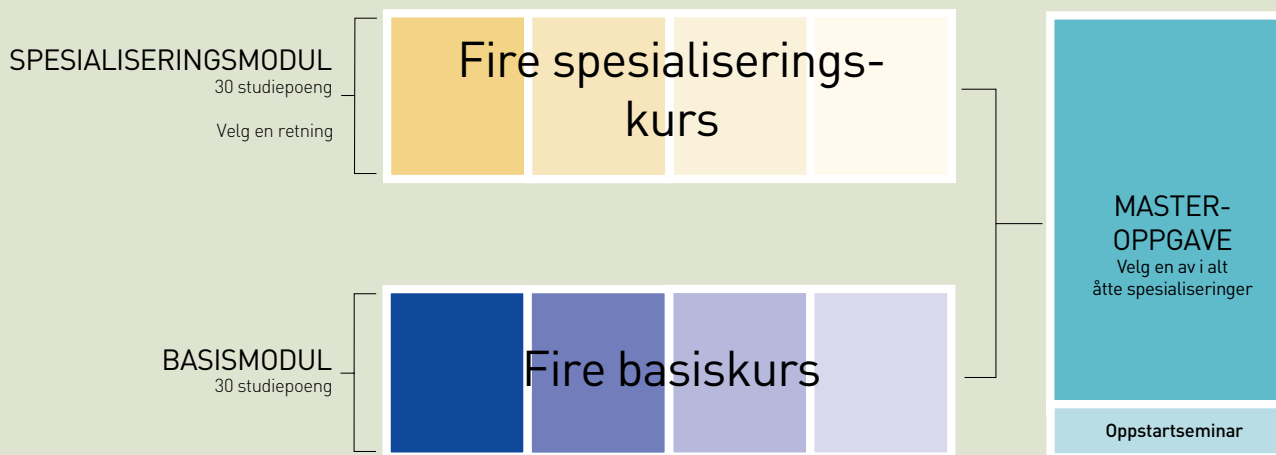 SPESIALISERINGSMODUL
30 studiepoeng
Velg en retning
Fire spesialiserings-
kurs
BASISMODUL
30 studiepoeng
Fire basiskurs
MASTER-
OPPGAVE
Velg en av i alt
åtte spesialiseringer
Oppstartseminar